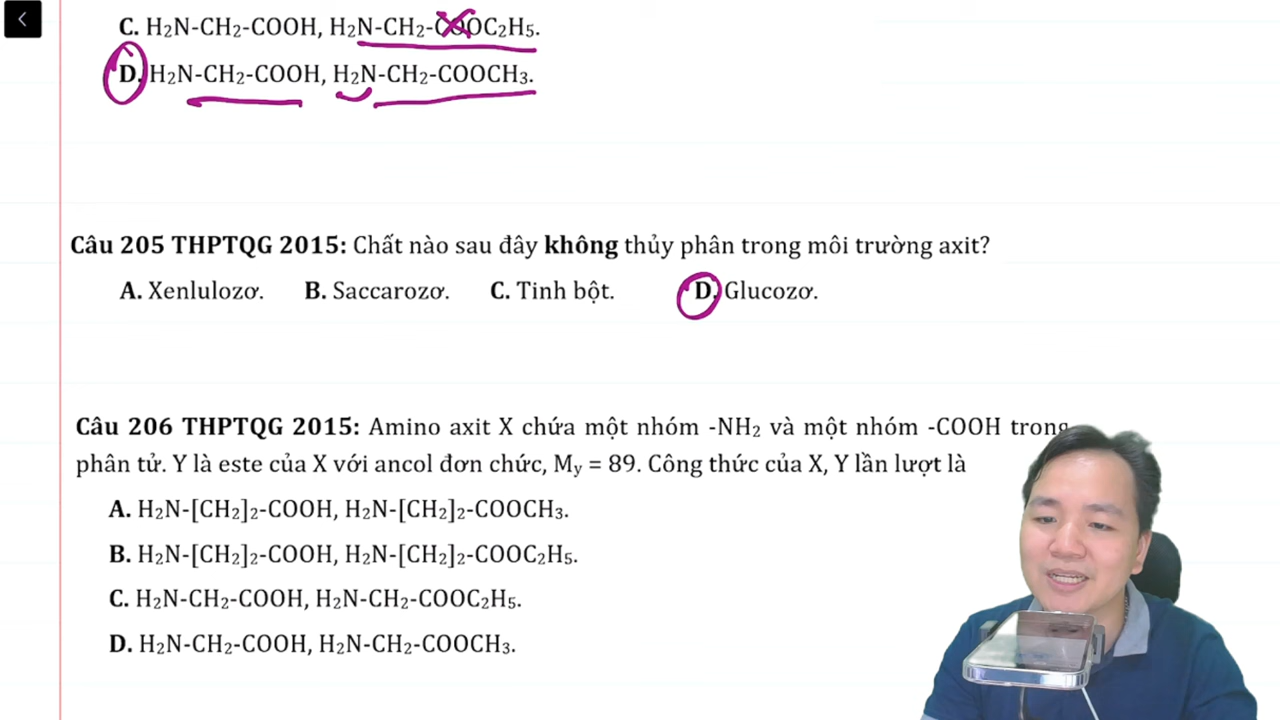 C. H₂N-CH₂-COOH, H₂N-CH₂-COOC₂H₅.
D. H₂N-CH₂-COOH, H₂N-CH₂-COOCH₃.
Câu 205 THPTQG 2015: Chất nào sau đây không thủy phân trong môi trường axit?
A. Xenlulozơ. B. Saccarozơ. C. Tinh bột. D. Glucozơ.
Câu 206 THPTQG 2015: Amino axit X chứa một nhóm -NH₂ và một nhóm -COOH trong
phân tử. Y là este của X với ancol đơn chức, Mᵧ = 89. Công thức của X, Y lần lượt là
A. H₂N-[CH₂]₂-COOH, H₂N-[CH₂]₂-COOCH₃.
B. H₂N-[CH₂]₂-COOH, H₂N-[CH₂]₂-COOC₂H₅.
C. H₂N-CH₂-COOH, H₂N-CH₂-COOC₂H₅.
D. H₂N-CH₂-COOH, H₂N-CH₂-COOCH₃.